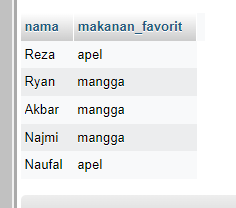 nama makanan_favorit
Reza apel
Ryan mangga
Akbar mangga
Najmi mangga
Naufal apel